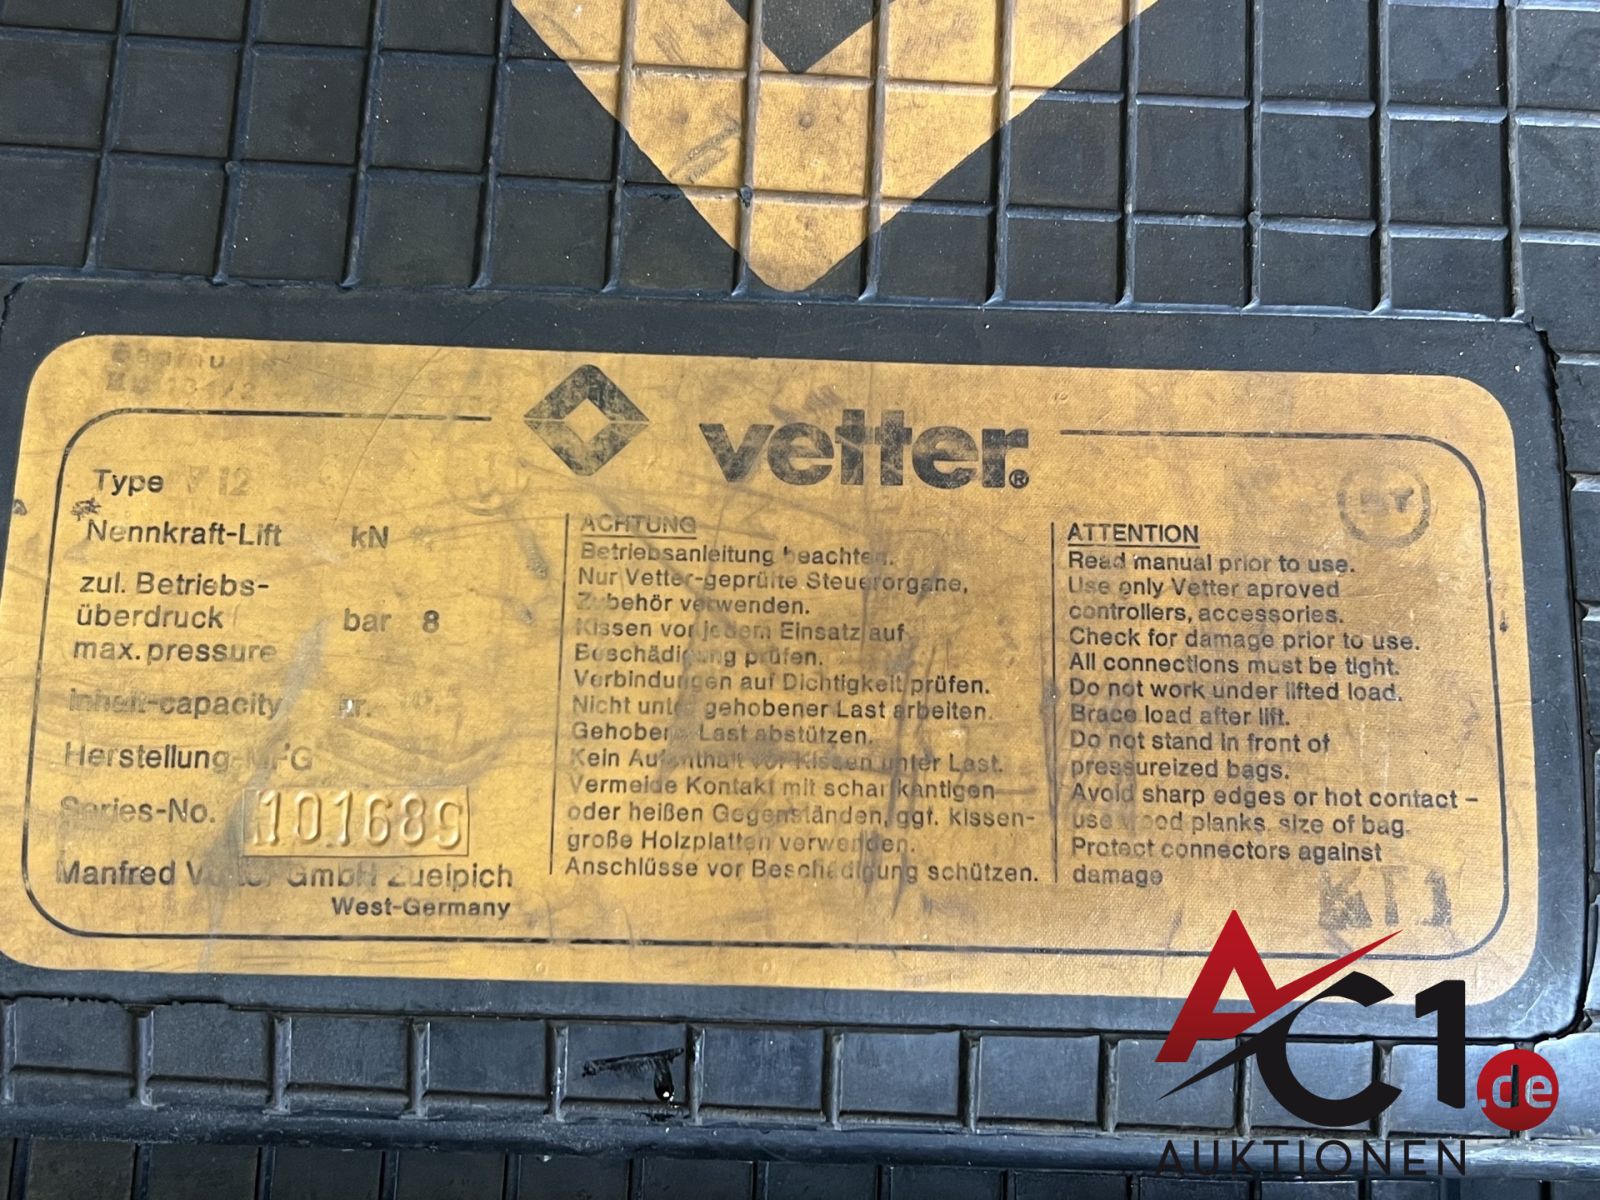 vetter®
Type V 12
Nennkraft-Lift kN
zul. Betriebs-
überdruck bar 8
max. pressure
Inhalt-capacity
Herstellung-MFG
Series-No. 101689
Manfred Vetter GmbH Zuelpich
West-Germany
ACHTUNG
Betriebsanleitung beachten.
Nur Vetter-geprüfte Steuerorgane,
Zubehör verwenden.
Kissen vor jedem Einsatz auf
Beschädigung prüfen.
Verbindungen auf Dichtigkeit prüfen.
Nicht unter gehobener Last arbeiten.
Gehobene Last abstützen.
Kein Aufenthalt vor Kissen unter Last.
Vermeide Kontakt mit scharfkantigen
oder heißen Gegenständen, ggf. kissen-
große Holzplatten verwenden.
Anschlüsse vor Beschädigung schützen.
ATTENTION
Read manual prior to use.
Use only Vetter aproved
controllers, accessories.
Check for damage prior to use.
All connections must be tight.
Do not work under lifted load.
Brace load after lift.
Do not stand in front of
pressureized bags.
Avoid sharp edges or hot contact –
use wood planks, size of bag.
Protect connectors against
damage
AC1.de
AUKTIONEN